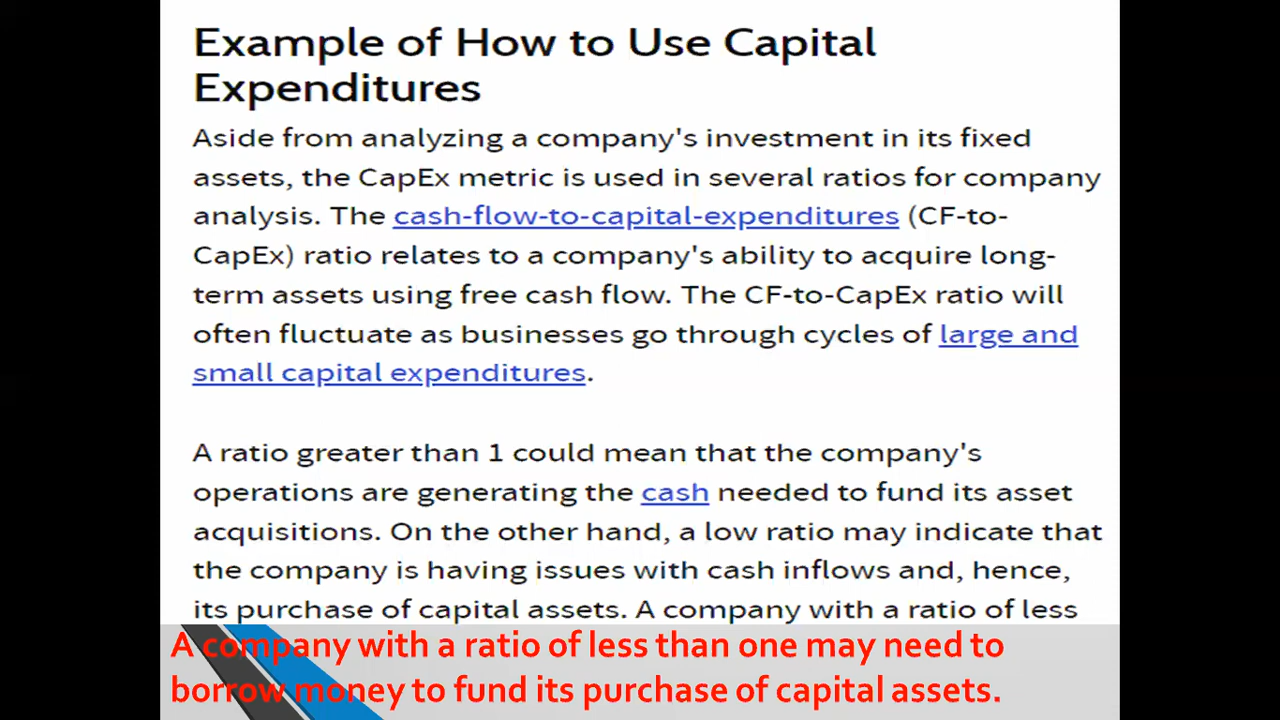 Example of How to Use Capital
Expenditures
Aside from analyzing a company's investment in its fixed
assets, the CapEx metric is used in several ratios for company
analysis. The cash-flow-to-capital-expenditures (CF-to-
CapEx) ratio relates to a company's ability to acquire long-
term assets using free cash flow. The CF-to-CapEx ratio will
often fluctuate as businesses go through cycles of large and
small capital expenditures.
A ratio greater than 1 could mean that the company's
operations are generating the cash needed to fund its asset
acquisitions. On the other hand, a low ratio may indicate that
the company is having issues with cash inflows and, hence,
its purchase of capital assets. A company with a ratio of less
A company with a ratio of less than one may need to
borrow money to fund its purchase of capital assets.